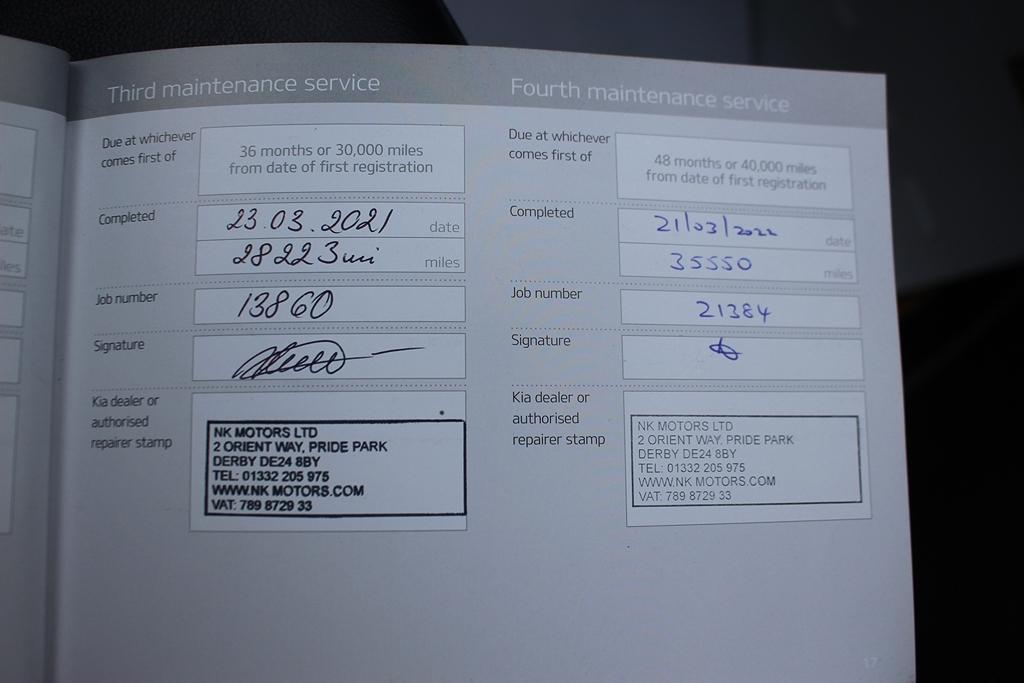 Third maintenance service
Due at whichever
comes first of
36 months or 30,000 miles
from date of first registration
Completed
23.03.2021 date
28223mi miles
Job number
13860
Signature
Kia dealer or
authorised
repairer stamp
NK MOTORS LTD
2 ORIENT WAY, PRIDE PARK
DERBY DE24 8BY
TEL: 01332 205 975
WWW.NK MOTORS.COM
VAT: 789 8729 33
Fourth maintenance service
Due at whichever
comes first of
48 months or 40,000 miles
from date of first registration
Completed
21/03/2022 date
35550 miles
Job number
21384
Signature
Kia dealer or
authorised
repairer stamp
NK MOTORS LTD
2 ORIENT WAY, PRIDE PARK
DERBY DE24 8BY
TEL: 01332 205 975
WWW.NK MOTORS.COM
VAT: 789 8729 33
17
ate
iles